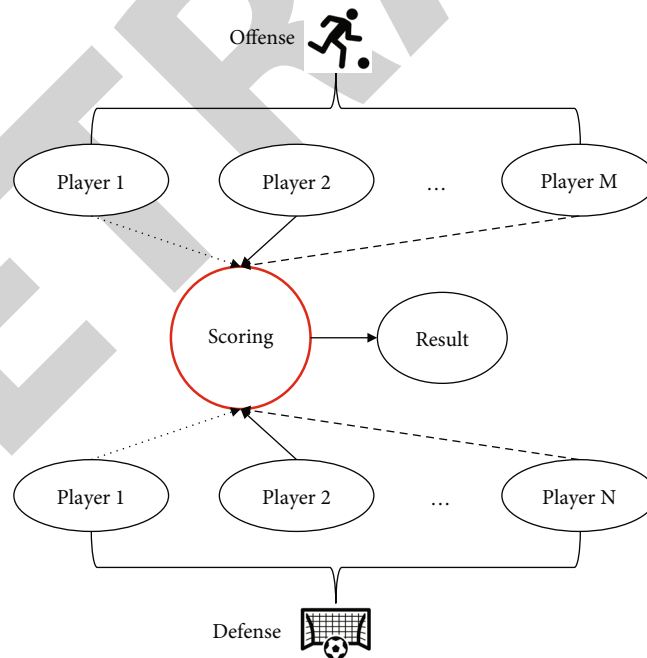 Offense
Player 1
Player 2
...
Player M
Scoring
Result
Player 1
Player 2
...
Player N
Defense